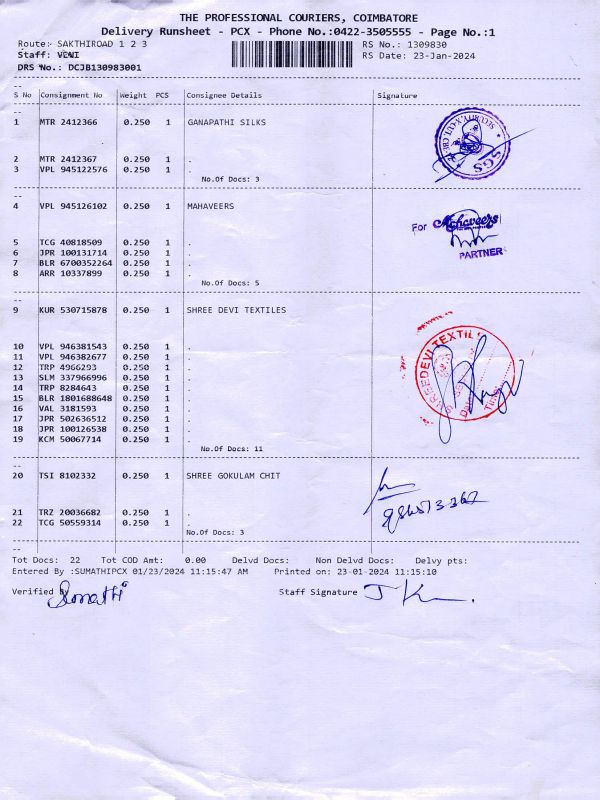 THE PROFESSIONAL COURIERS, COIMBATORE
Delivery Runsheet - PCX - Phone No.:0422-3505555 - Page No.:1
Route:- SAKTHIROAD 1 2 3 RS No.: 1309830
Staff: VENI RS Date: 23-Jan-2024
DRS No.: DCJB130983001
S No Consignment No Weight PCS Consignee Details Signature
1 MTR 2412366 0.250 1 GANAPATHI SILKS
SGS
2 MTR 2412367 0.250 1 .
3 VPL 945122576 0.250 1 .
No.Of Docs: 3
4 VPL 945126102 0.250 1 MAHAVEERS
For Mahaveers
PARTNER
5 TCG 40818509 0.250 1 .
6 JPR 100131714 0.250 1 .
7 BLR 6700352264 0.250 1 .
8 ARR 10337899 0.250 1 .
No.Of Docs: 5
9 KUR 530715878 0.250 1 SHREE DEVI TEXTILES
10 VPL 946381543 0.250 1 .
11 VPL 946382677 0.250 1 .
12 TRP 4966293 0.250 1 .
13 SLM 337966996 0.250 1 .
14 TRP 8284643 0.250 1 .
15 BLR 1801688648 0.250 1 .
16 VAL 3181593 0.250 1 .
17 JPR 502636512 0.250 1 .
18 JPR 100126538 0.250 1 .
19 KCM 50067714 0.250 1 .
No.Of Docs: 11
20 TSI 8102332 0.250 1 SHREE GOKULAM CHIT
21 TRZ 20036682 0.250 1 .
22 TCG 50559314 0.250 1 .
No.Of Docs: 3
Tot Docs: 22 Tot COD Amt: 0.00 Delvd Docs: Non Delvd Docs: Delvy pts:
Entered By :SUMATHIPCX 01/23/2024 11:15:47 AM Printed on: 23-01-2024 11:15:10
Verified By Sumathi Staff Signature